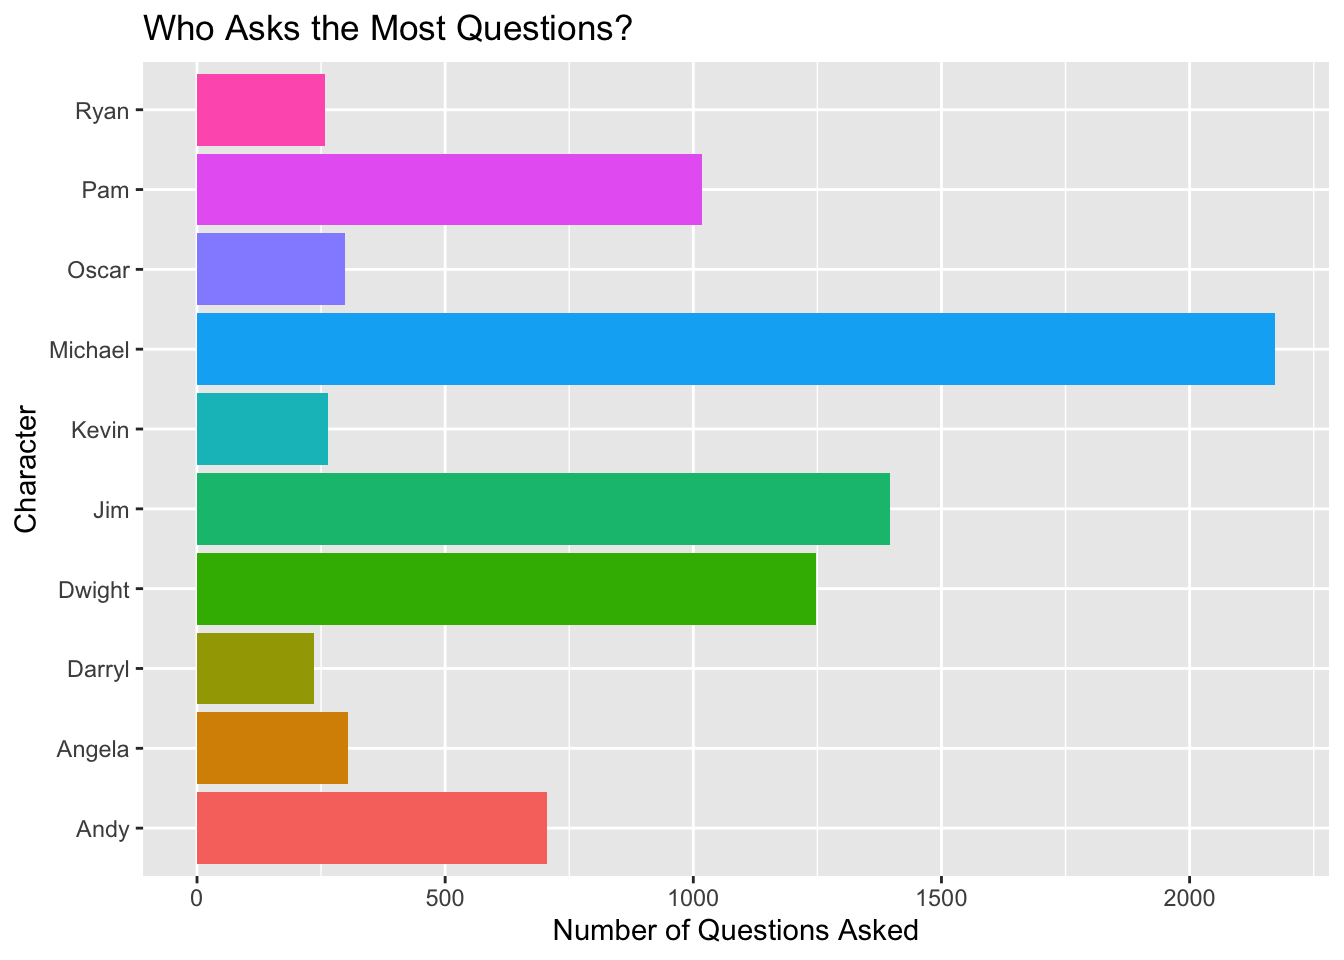 Who Asks the Most Questions?
Ryan
Pam
Oscar
Michael
Kevin
Jim
Dwight
Darryl
Angela
Andy
Character
0 500 1000 1500 2000
Number of Questions Asked